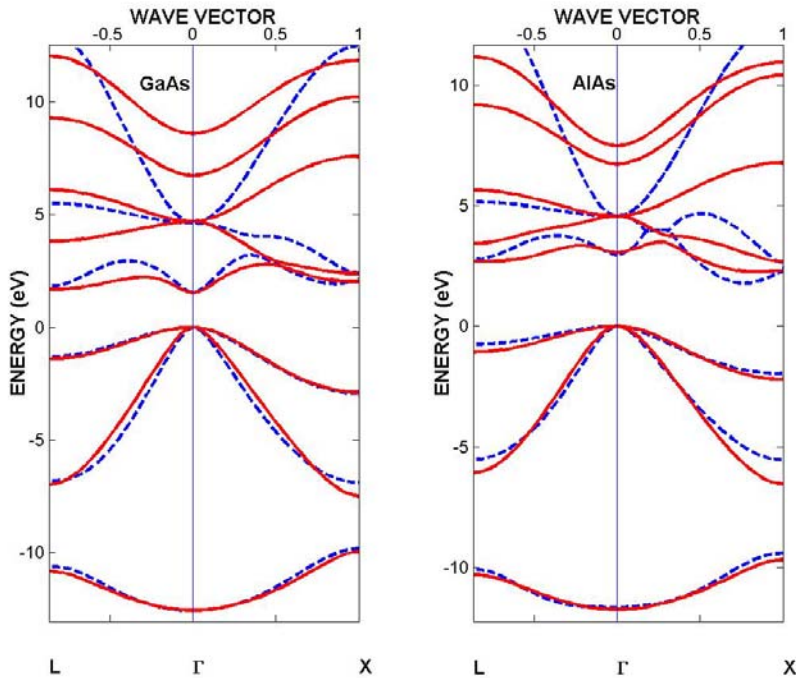 WAVE VECTOR
-0.5 0 0.5 1
GaAs
10
5
0
-5
-10
ENERGY (eV)
L Γ X
WAVE VECTOR
-0.5 0 0.5 1
AlAs
10
5
0
-5
-10
ENERGY (eV)
L Γ X